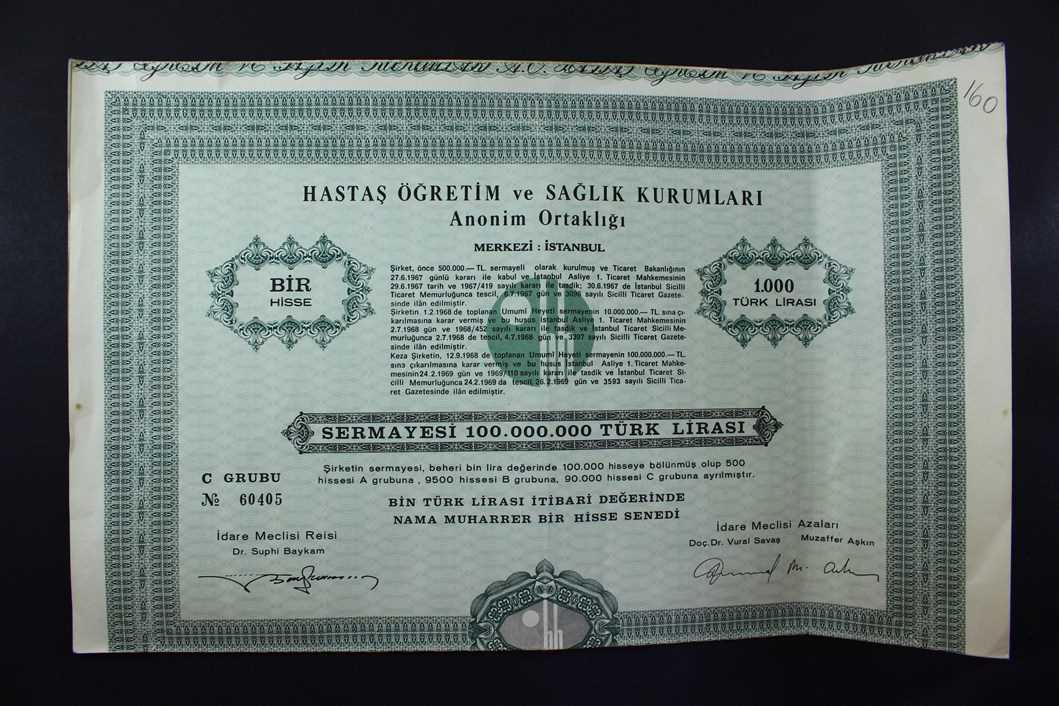 160
HASTAŞ ÖĞRETİM ve SAĞLIK KURUMLARI
Anonim Ortaklığı
MERKEZİ : İSTANBUL
BİR
HİSSE
1.000
TÜRK LİRASI
Şirket, önce 500.000.— TL. sermayeli olarak kurulmuş ve Ticaret Bakanlığının
27.6.1967 günlü kararı ile kabul ve İstanbul Asliye 1. Ticaret Mahkemesinin
29.6.1967 tarih ve 1967/419 sayılı kararı ile tasdik; 30.6.1967 de İstanbul Sicilli
Ticaret Memurluğunca tescil, 6.7.1967 gün ve 3096 sayılı Sicilli Ticaret Gazete-
sinde ilân edilmiştir.
Şirketin 1.2.1968 de toplanan Umumî Heyeti sermayenin 10.000.000.— TL. sına çı-
karılmasına karar vermiş ve bu husus İstanbul Asliye 1. Ticaret Mahkemesinin
2.7.1968 gün ve 1968/452 sayılı kararı ile tasdik ve İstanbul Ticaret Sicilli Me-
murluğunca 2.7.1968 de tescil, 4.7.1968 gün ve 3397 sayılı Sicilli Ticaret Gazete-
sinde ilân edilmiştir.
Keza Şirketin, 12.9.1968 de toplanan Umumî Heyeti sermayenin 100.000.000.— TL.
sına çıkarılmasına karar vermiş ve bu husus İstanbul Asliye 1. Ticaret Mahke-
mesinin 24.2.1969 gün ve 1969/110 sayılı kararı ile tasdik ve İstanbul Ticaret Si-
cilli Memurluğunca 24.2.1969 da tescil, 26.2.1969 gün ve 3593 sayılı Sicilli Tica-
ret Gazetesinde ilân edilmiştir.
SERMAYESİ 100.000.000 TÜRK LİRASI
Şirketin sermayesi, beheri bin lira değerinde 100.000 hisseye bölünmüş olup 500
hissesi A grubuna , 9500 hissesi B grubuna, 90.000 hissesi C grubuna ayrılmıştır.
C GRUBU
№ 60405
BİN TÜRK LİRASI İTİBARİ DEĞERİNDE
NAMA MUHARRER BİR HİSSE SENEDİ
İdare Meclisi Reisi
Dr. Suphi Baykam
İdare Meclisi Azaları
Doç.Dr. Vural Savaş Muzaffer Aşkın
hh